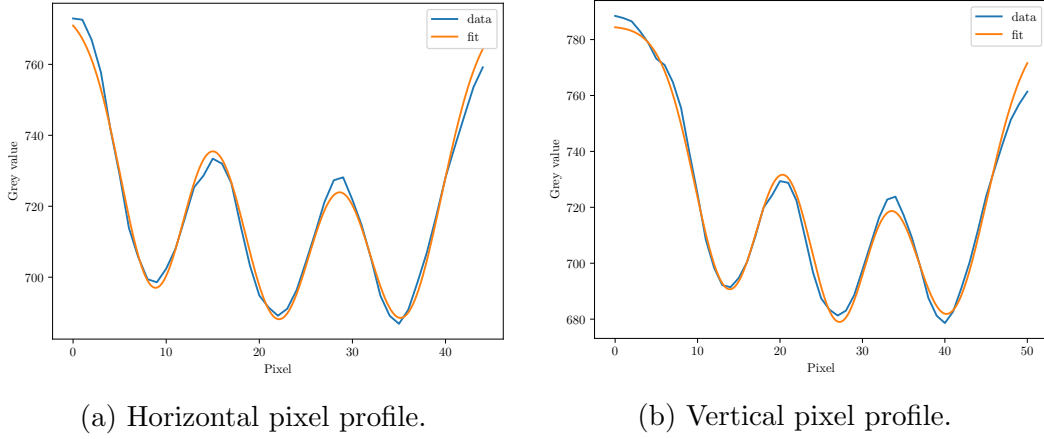 data
fit
760
740
720
700
0
10
20
30
40
Grey value
Pixel
(a) Horizontal pixel profile.
data
fit
780
760
740
720
700
680
0
10
20
30
40
50
Grey value
Pixel
(b) Vertical pixel profile.